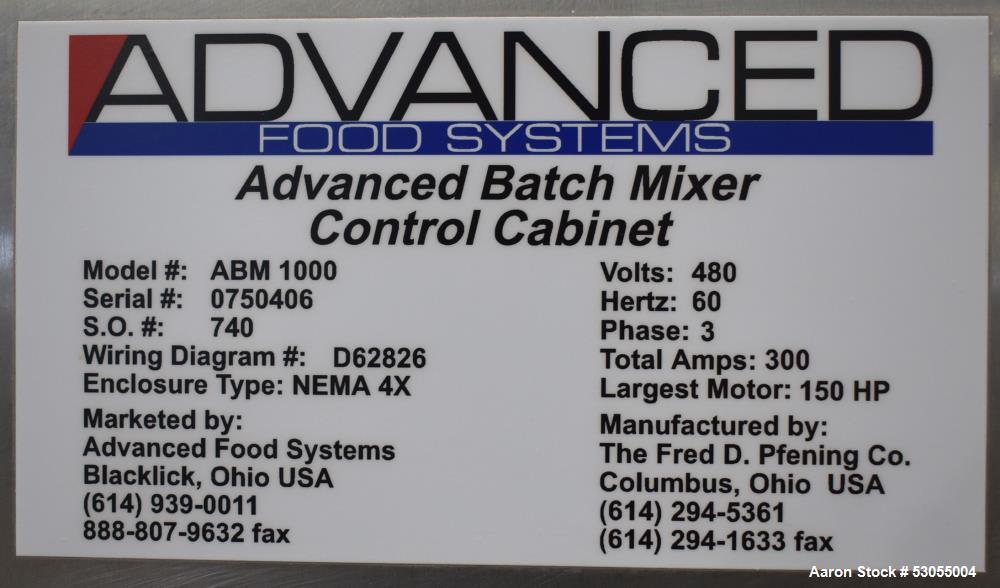 ADVANCED
FOOD SYSTEMS
Advanced Batch Mixer
Control Cabinet
Model #: ABM 1000
Serial #: 0750406
S.O. #: 740
Wiring Diagram #: D62826
Enclosure Type: NEMA 4X
Marketed by:
Advanced Food Systems
Blacklick, Ohio USA
(614) 939-0011
888-807-9632 fax
Volts: 480
Hertz: 60
Phase: 3
Total Amps: 300
Largest Motor: 150 HP
Manufactured by:
The Fred D. Pfening Co.
Columbus, Ohio USA
(614) 294-5361
(614) 294-1633 fax
Aaron Stock # 53055004